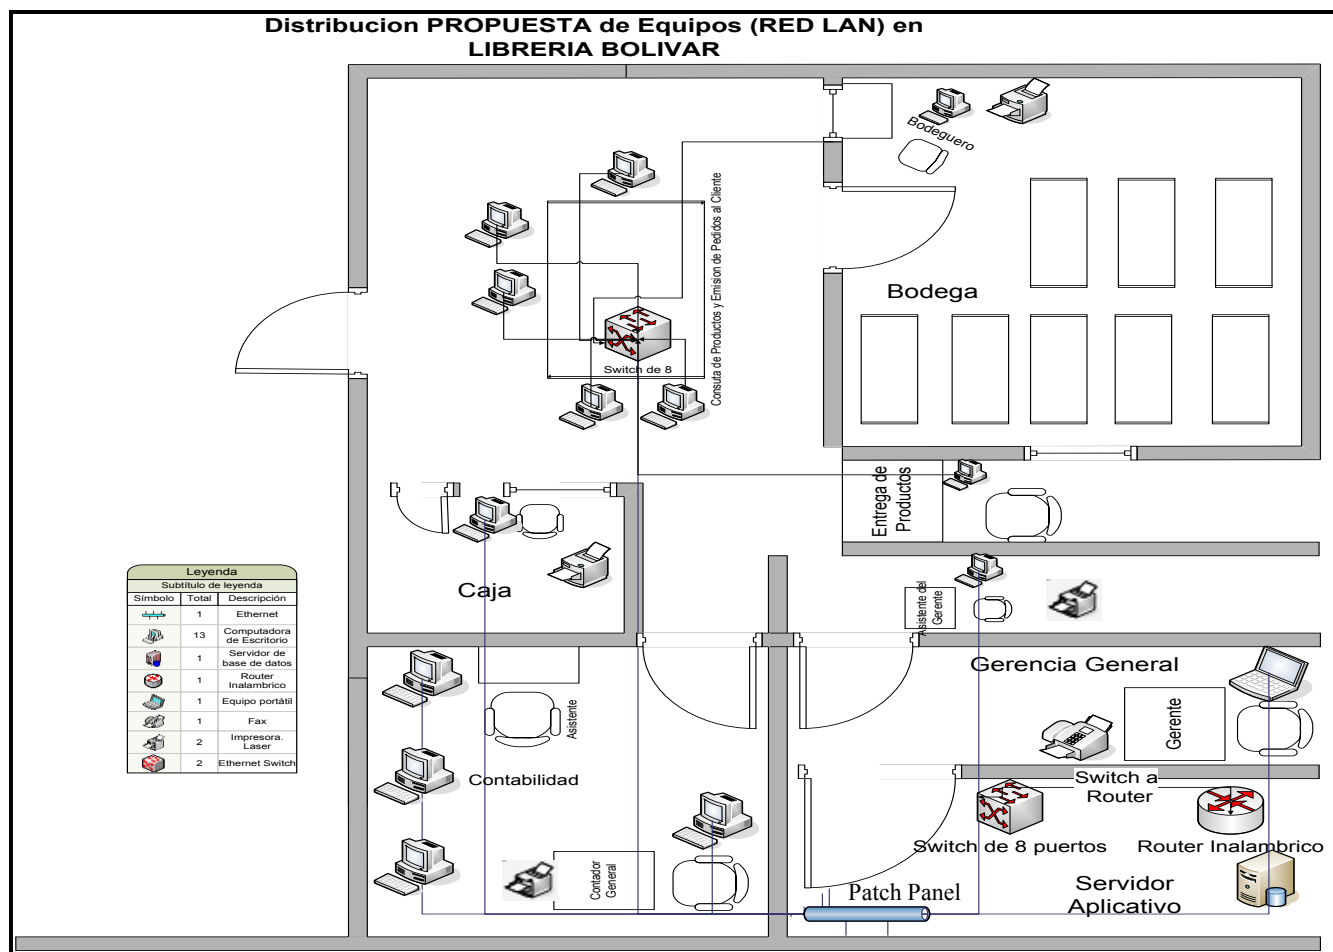 Distribucion PROPUESTA de Equipos (RED LAN) en
LIBRERIA BOLIVAR
Bodeguero
Consuta de Productos y Emision de Pedidos al Cliente
Bodega
Switch de 8
Entrega de
Productos
Caja
Asistente del
Gerente
Leyenda
Subtítulo de leyenda
Símbolo Total Descripción
1 Ethernet
13 Computadora
de Escritorio
1 Servidor de
base de datos
1 Router
Inalambrico
1 Equipo portátil
1 Fax
2 Impresora.
Laser
2 Ethernet Switch
Gerencia General
Asistente
Gerente
Contabilidad
Switch a
Router
Switch de 8 puertos
Router Inalambrico
Contador
General
Patch Panel
Servidor
Aplicativo